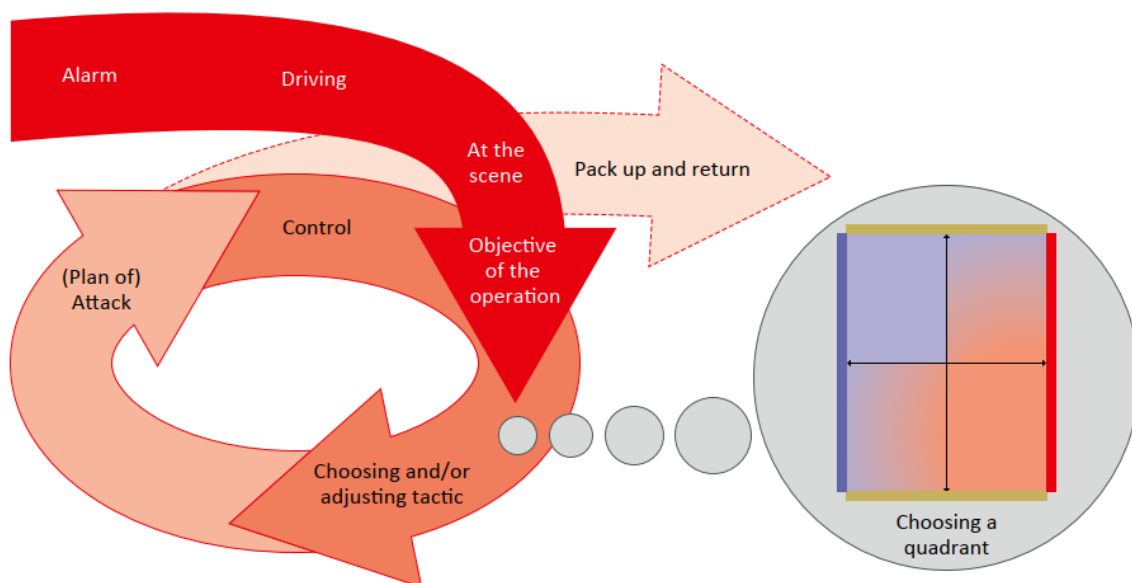 Alarm
Driving
At the
scene
Pack up and return
Control
Objective
of the
operation
(Plan of)
Attack
Choosing and/or
adjusting tactic
Choosing a
quadrant